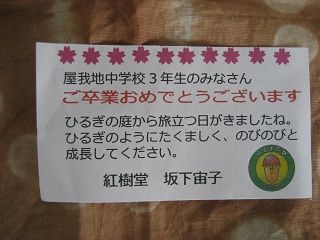 屋我地中学校3年生のみなさん
ご卒業おめでとうございます
ひるぎの庭から旅立つ日がきましたね。
ひるぎのようにたくましく、のびのびと
成長してください。
紅樹堂　坂下宙子